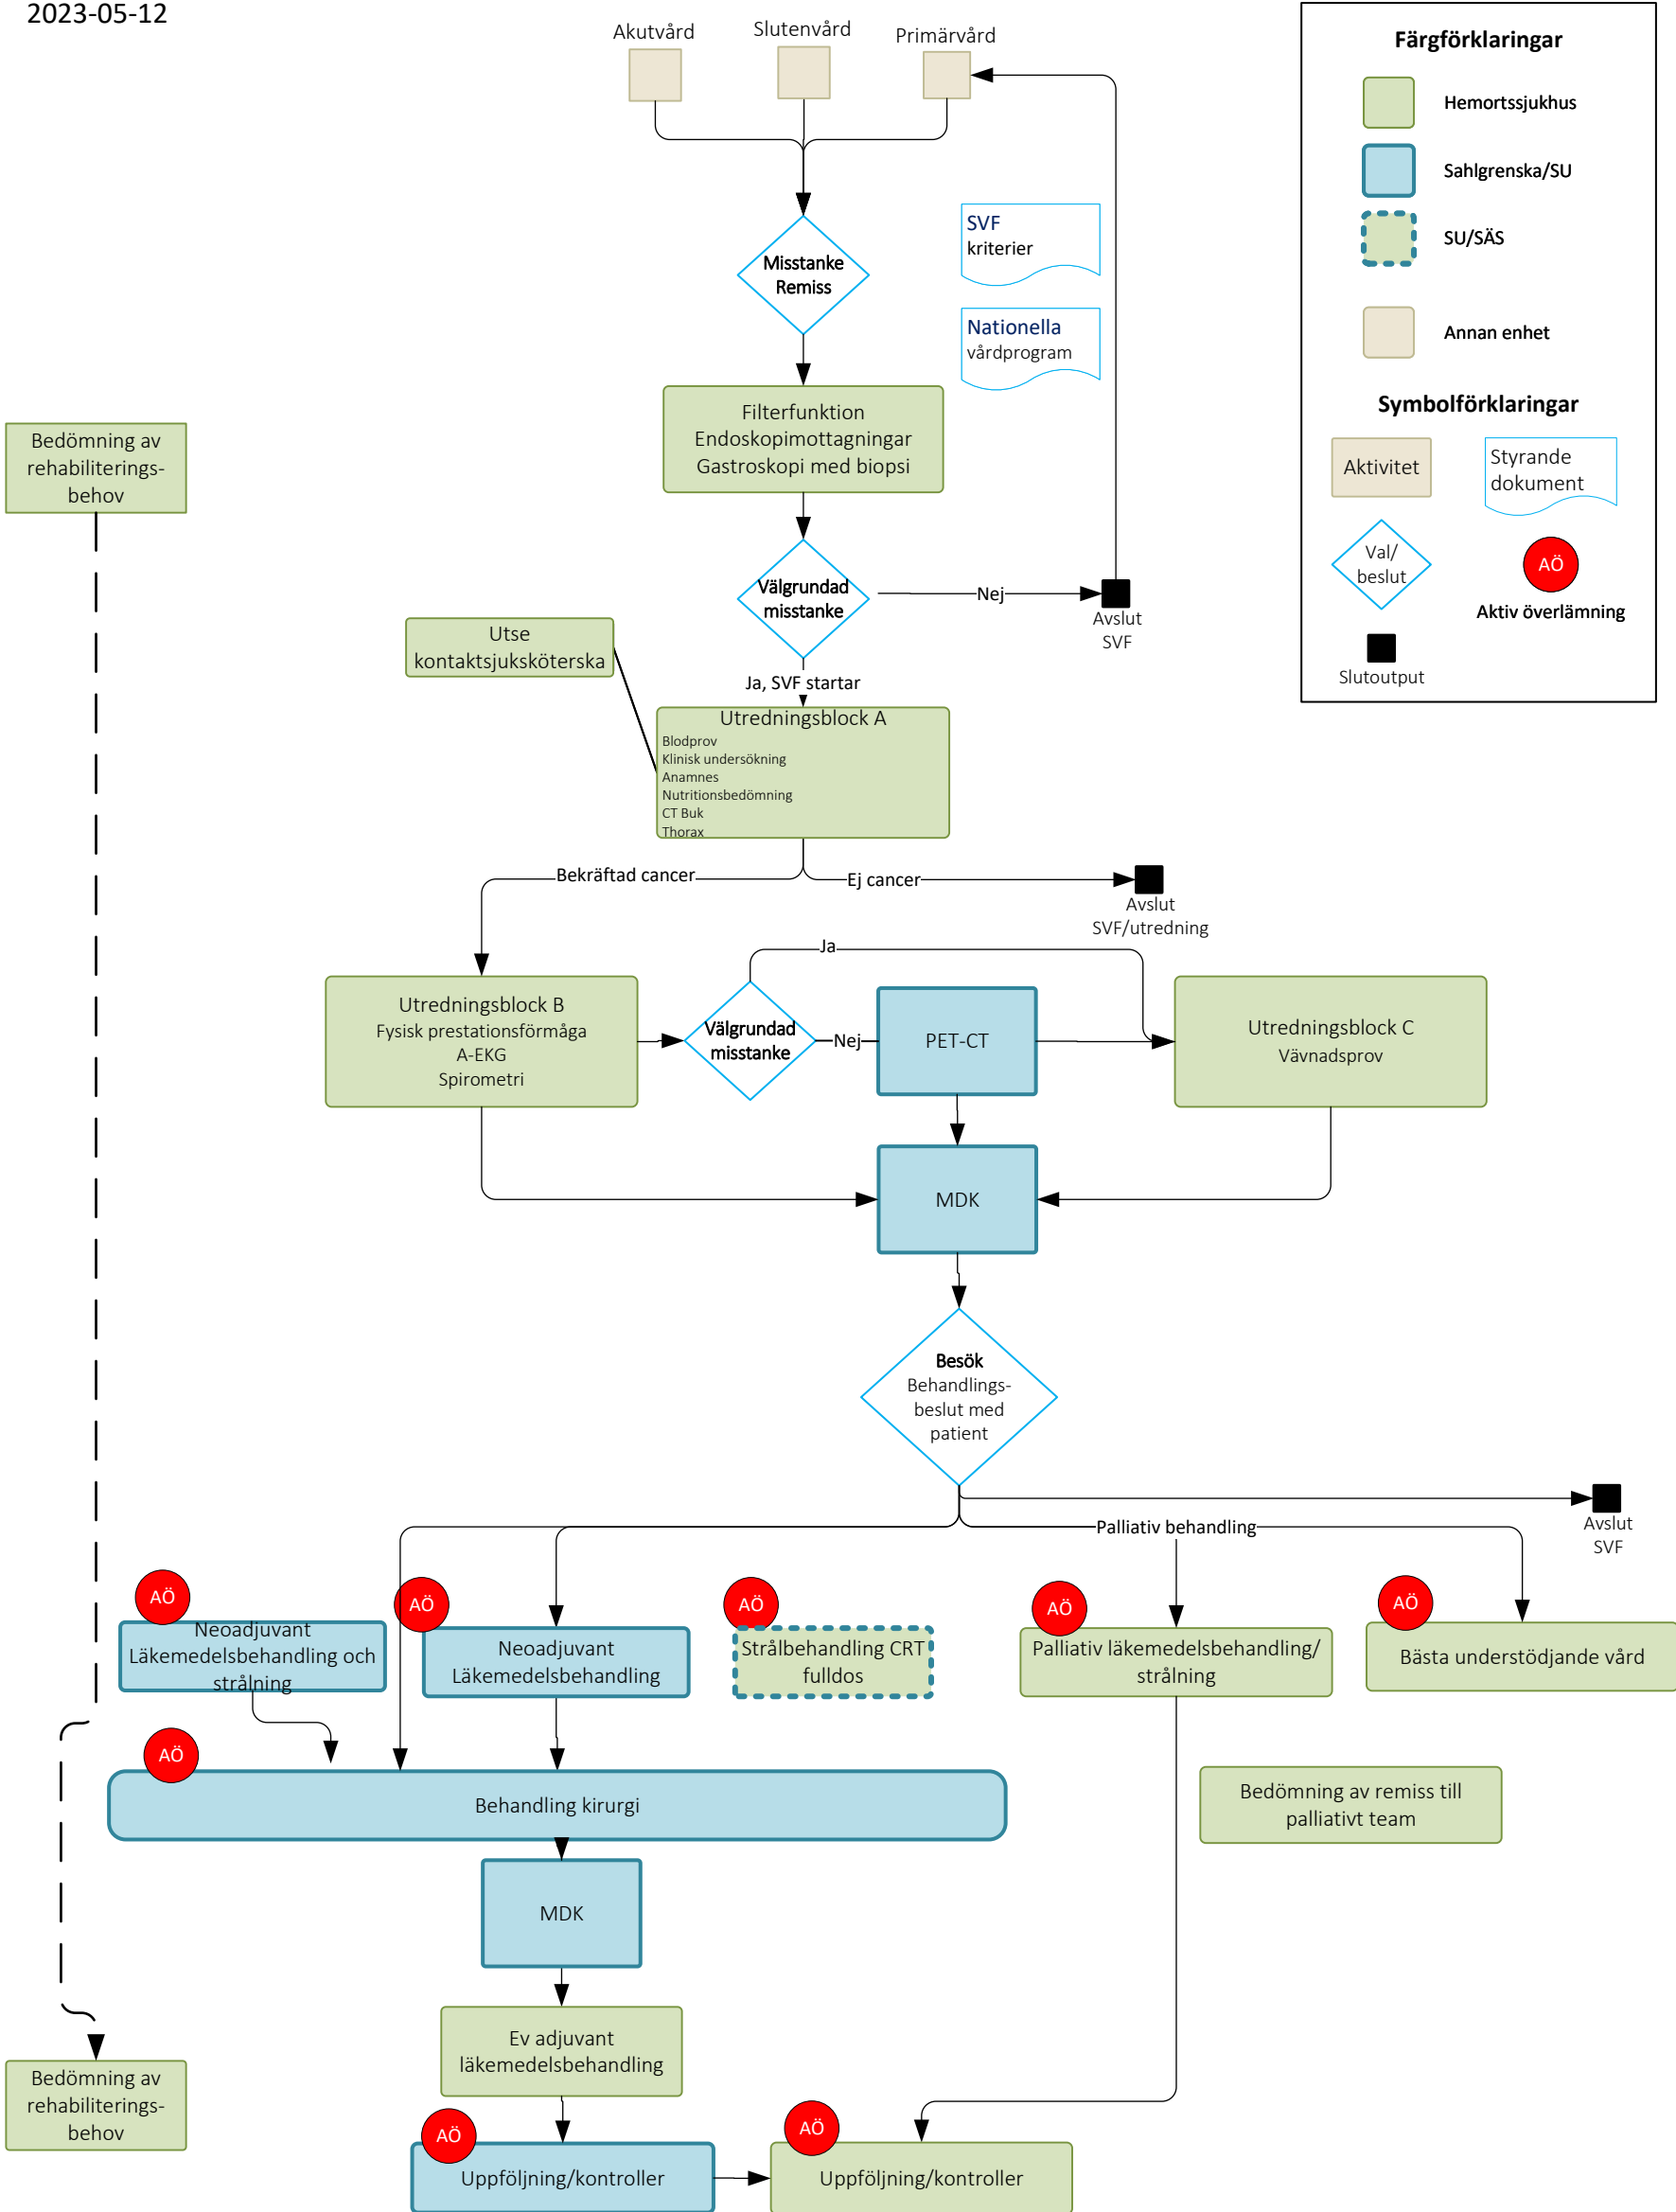 2023-05-12
Akutvård
Slutenvård
Primärvård
Misstanke
Remiss
SVF
kriterier
Nationella
vårdprogram
Filterfunktion
Endoskopimottagningar
Gastroskopi med biopsi
Bedömning av
rehabiliterings-
behov
Välgrundad
misstanke
Nej
Avslut
SVF
Utse
kontaktsjuksköterska
Ja, SVF startar
Utredningsblock A
Blodprov
Klinisk undersökning
Anamnes
Nutritionsbedömning
CT Buk
Thorax
Bekräftad cancer
Ej cancer
Avslut
SVF/utredning
Ja
Utredningsblock B
Fysisk prestationsförmåga
A-EKG
Spirometri
Välgrundad
misstanke
Nej
PET-CT
Utredningsblock C
Vävnadsprov
MDK
Besök
Behandlings-
beslut med
patient
Palliativ behandling
Avslut
SVF
AÖ
Neoadjuvant
Läkemedelsbehandling och
strålning
AÖ
Neoadjuvant
Läkemedelsbehandling
AÖ
Strålbehandling CRT
fulldos
AÖ
Palliativ läkemedelsbehandling/
strålning
AÖ
Bästa understödjande vård
AÖ
Behandling kirurgi
Bedömning av remiss till
palliativt team
MDK
Ev adjuvant
läkemedelsbehandling
Bedömning av
rehabiliterings-
behov
AÖ
Uppföljning/kontroller
AÖ
Uppföljning/kontroller
Färgförklaringar
Hemortssjukhus
Sahlgrenska/SU
SU/SÄS
Annan enhet
Symbolförklaringar
Aktivitet
Styrande
dokument
Val/
beslut
AÖ
Aktiv överlämning
Slutoutput